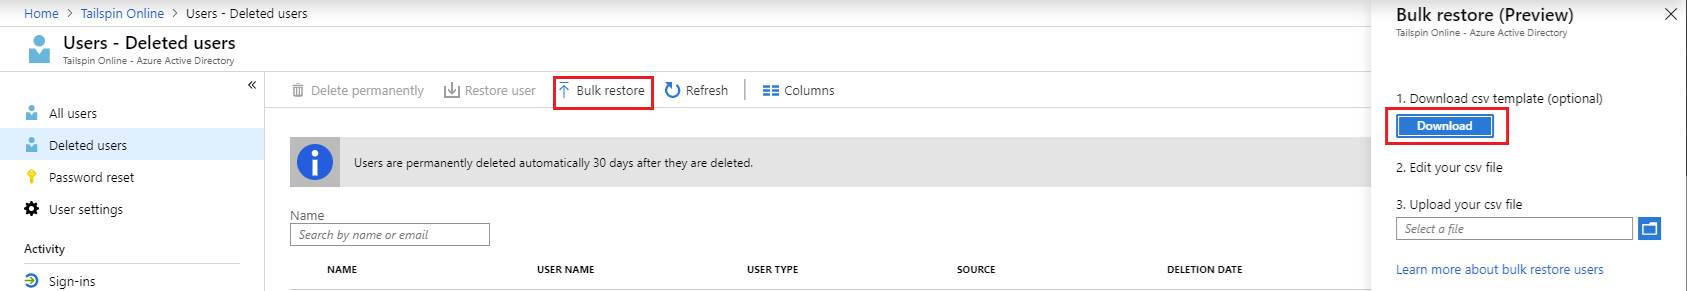 Home > Tailspin Online > Users - Deleted users
Users - Deleted users
Tailspin Online - Azure Active Directory
«
All users
Deleted users
Password reset
User settings
Activity
Sign-ins
Delete permanently Restore user Bulk restore Refresh Columns
Users are permanently deleted automatically 30 days after they are deleted.
Name
Search by name or email
NAME USER NAME USER TYPE SOURCE DELETION DATE
Bulk restore (Preview)
Tailspin Online - Azure Active Directory
1. Download csv template (optional)
Download
2. Edit your csv file
3. Upload your csv file
Select a file
Learn more about bulk restore users